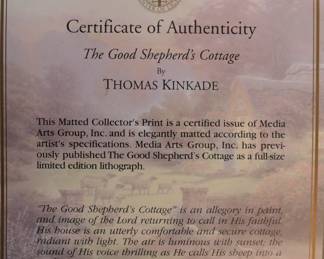 Certificate of Authenticity
The Good Shepherd's Cottage
By
THOMAS KINKADE
This Matted Collector's Print is a certified issue of Media
Arts Group, Inc. and is elegantly matted according to the
artist's specifications. Media Arts Group, Inc. has previ-
ously published The Good Shepherd's Cottage as a full-size
limited edition lithograph.
"The Good Shepherd's Cottage" is an allegory in paint,
and image of the Lord returning to call in His faithful.
His house is an utterly comfortable and secure cottage,
radiant with light. The air is luminous with sunset; the
sound of His voice thrilling as He calls His sheep into a